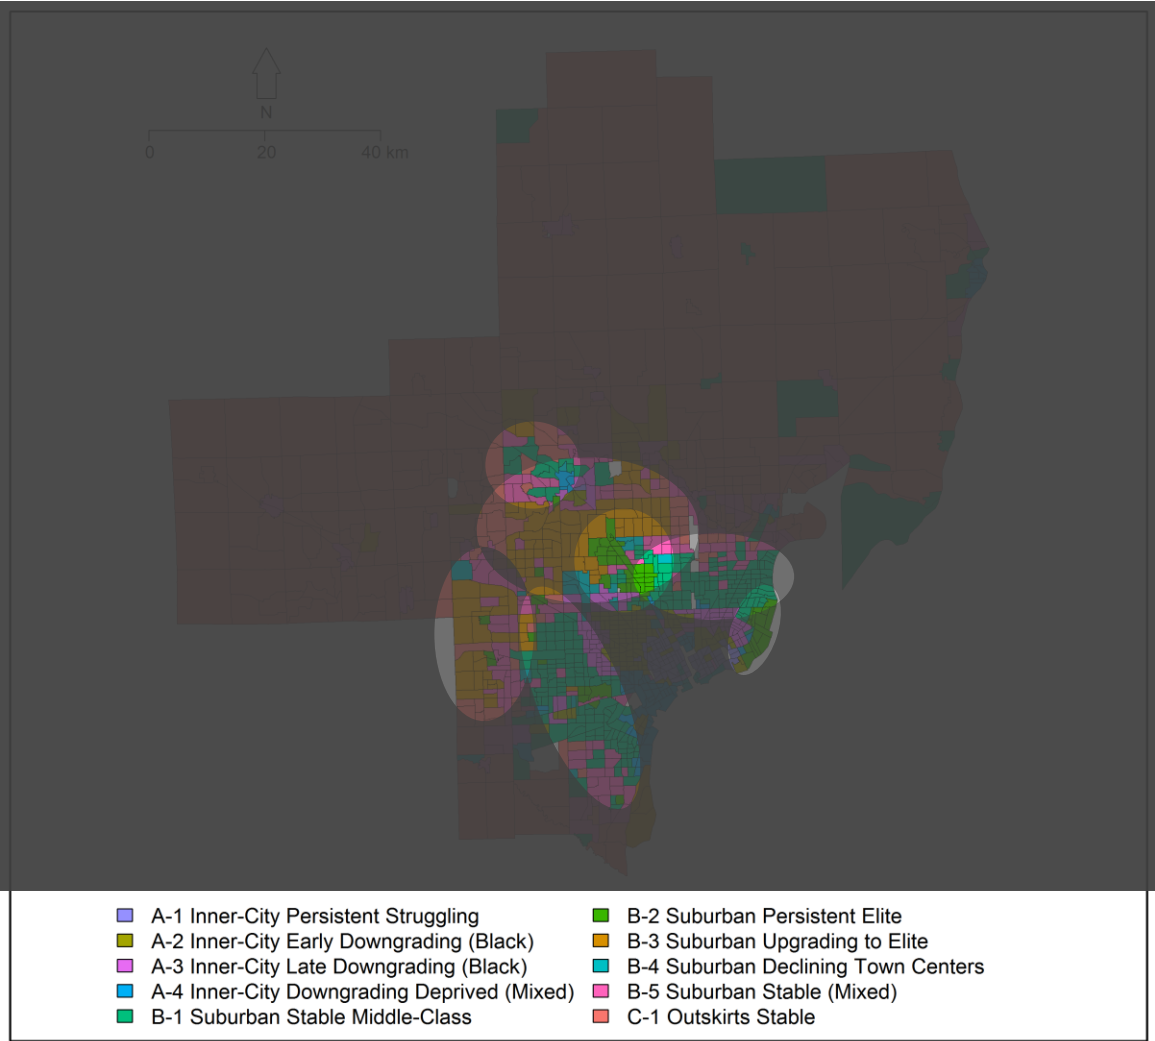 N
0 20 40 km
A-1 Inner-City Persistent Struggling
A-2 Inner-City Early Downgrading (Black)
A-3 Inner-City Late Downgrading (Black)
A-4 Inner-City Downgrading Deprived (Mixed)
B-1 Suburban Stable Middle-Class
B-2 Suburban Persistent Elite
B-3 Suburban Upgrading to Elite
B-4 Suburban Declining Town Centers
B-5 Suburban Stable (Mixed)
C-1 Outskirts Stable